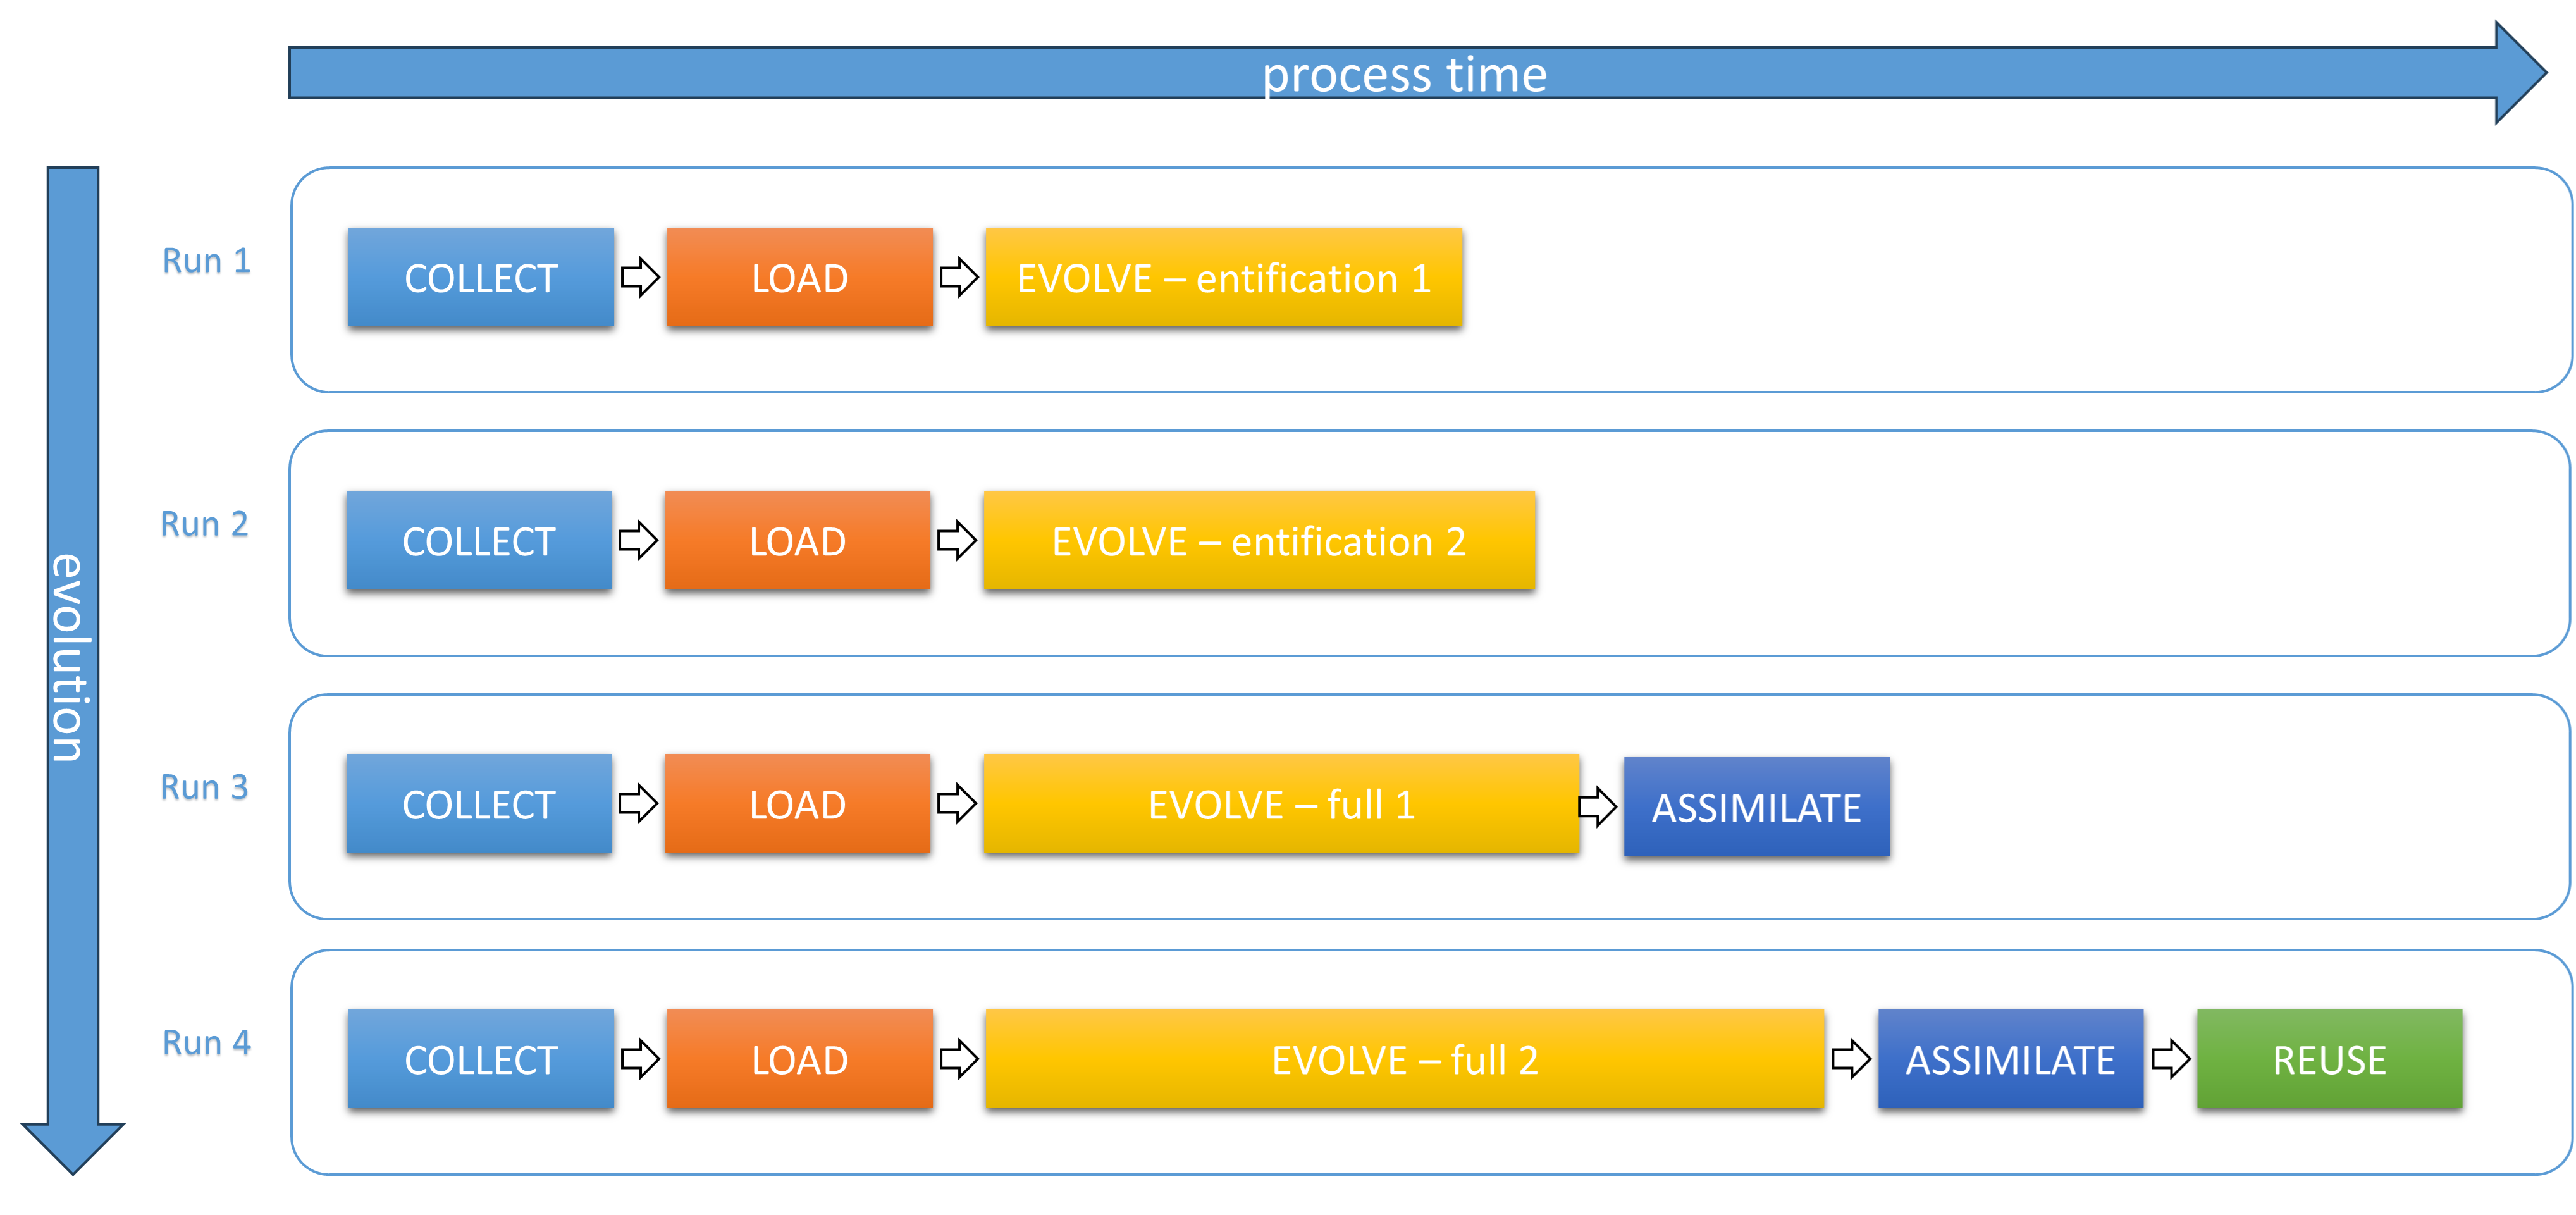 process time
evolution
Run 1
COLLECT
LOAD
EVOLVE – entification 1
Run 2
COLLECT
LOAD
EVOLVE – entification 2
Run 3
COLLECT
LOAD
EVOLVE – full 1
ASSIMILATE
Run 4
COLLECT
LOAD
EVOLVE – full 2
ASSIMILATE
REUSE